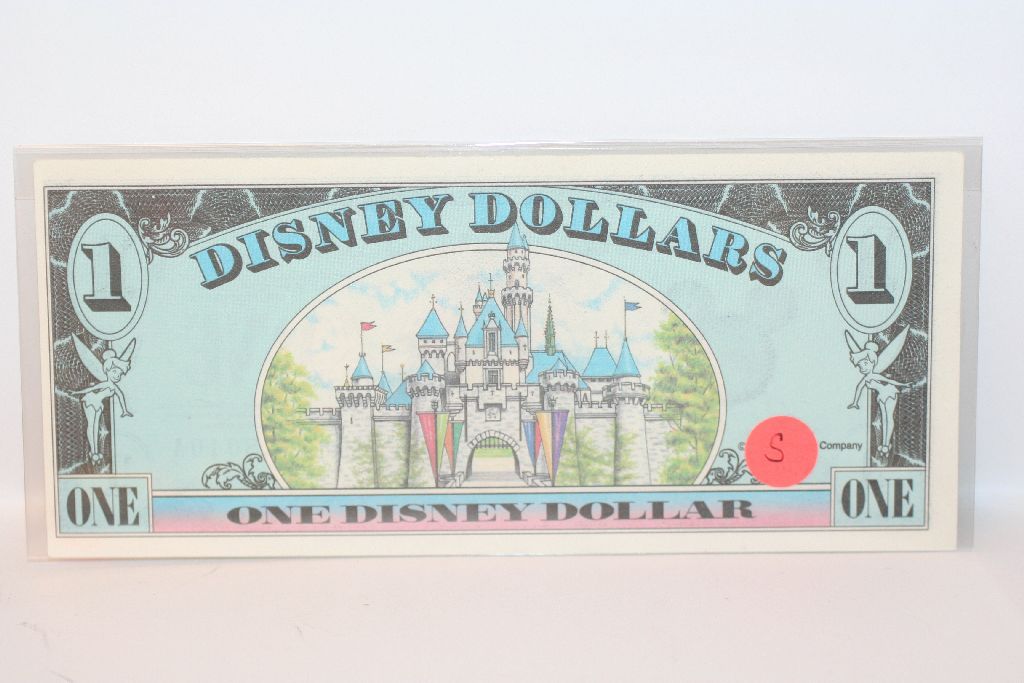 DISNEY DOLLARS
1 1
S
© Company
ONE ONE
ONE DISNEY DOLLAR